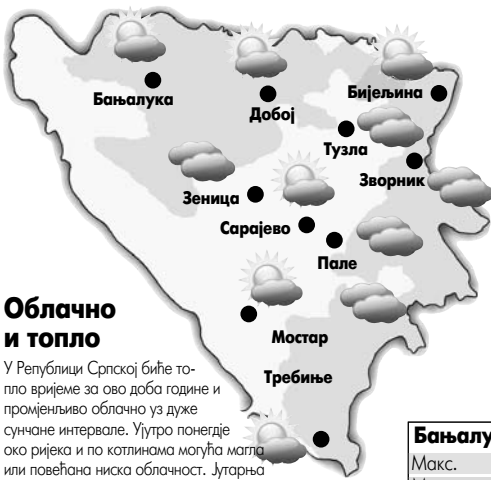 Бањалука
Добој
Бијељина
Тузла
Зворник
Зеница
Сарајево
Пале
Мостар
Требиње
Облачно
и топло
У Републици Српској биће то-
пло вријеме за ово доба године и
промјенљиво облачно уз дуже
сунчане интервале. Ујутро понегдје
око ријека и по котлинама могућа магла
или повећана ниска облачност. Јутарња
Бањалу
Макс.